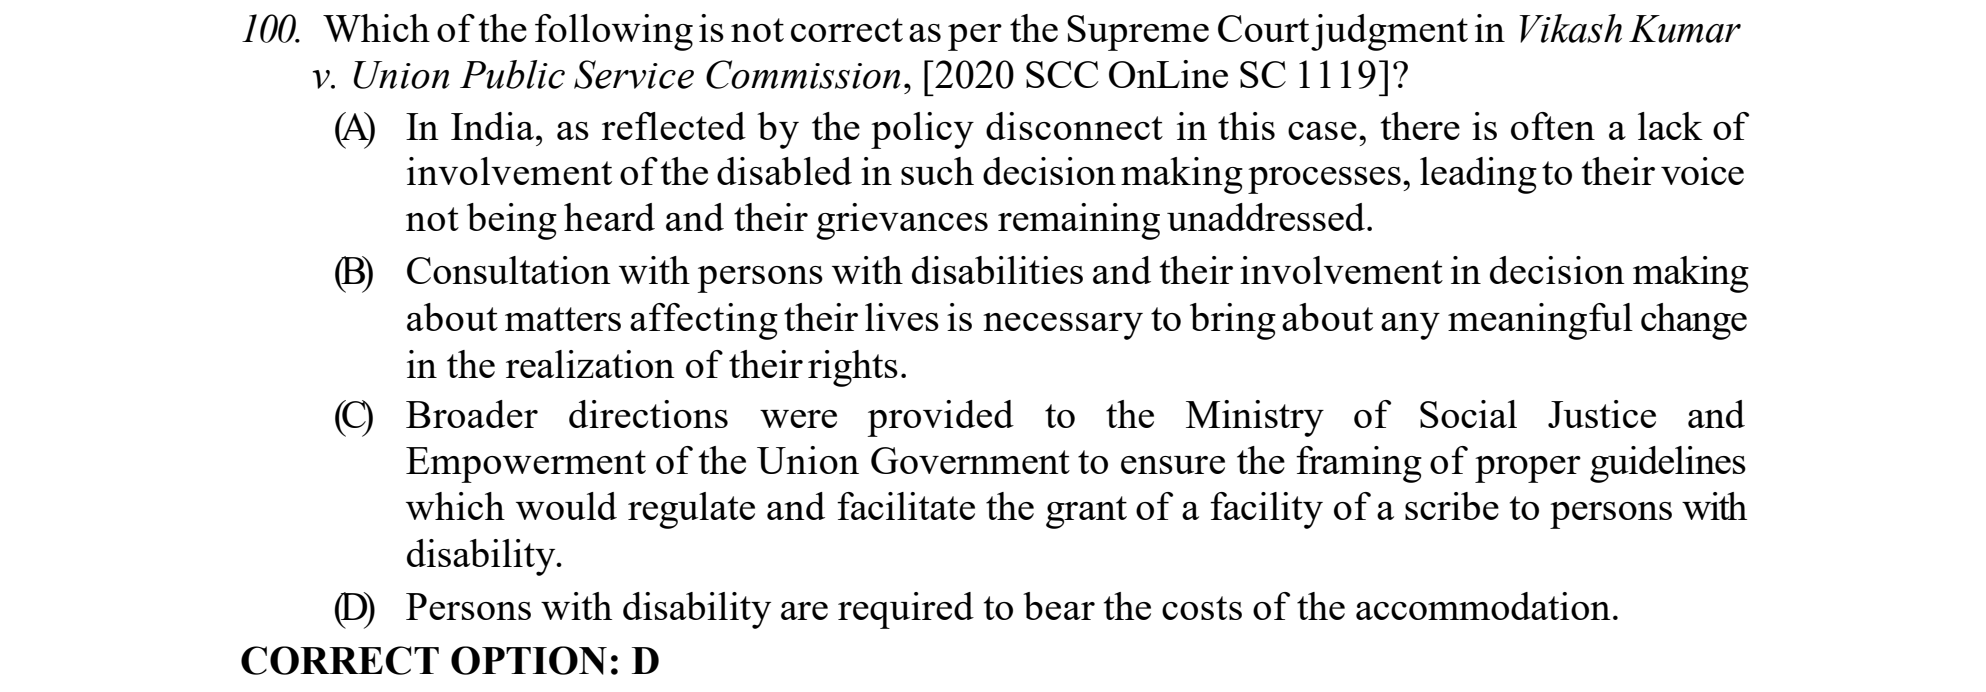 100. Which of the following is not correct as per the Supreme Court judgment in Vikash Kumar
v. Union Public Service Commission, [2020 SCC OnLine SC 1119]?
(A) In India, as reflected by the policy disconnect in this case, there is often a lack of
involvement of the disabled in such decision making processes, leading to their voice
not being heard and their grievances remaining unaddressed.
(B) Consultation with persons with disabilities and their involvement in decision making
about matters affecting their lives is necessary to bring about any meaningful change
in the realization of their rights.
(C) Broader directions were provided to the Ministry of Social Justice and
Empowerment of the Union Government to ensure the framing of proper guidelines
which would regulate and facilitate the grant of a facility of a scribe to persons with
disability.
(D) Persons with disability are required to bear the costs of the accommodation.
CORRECT OPTION: D